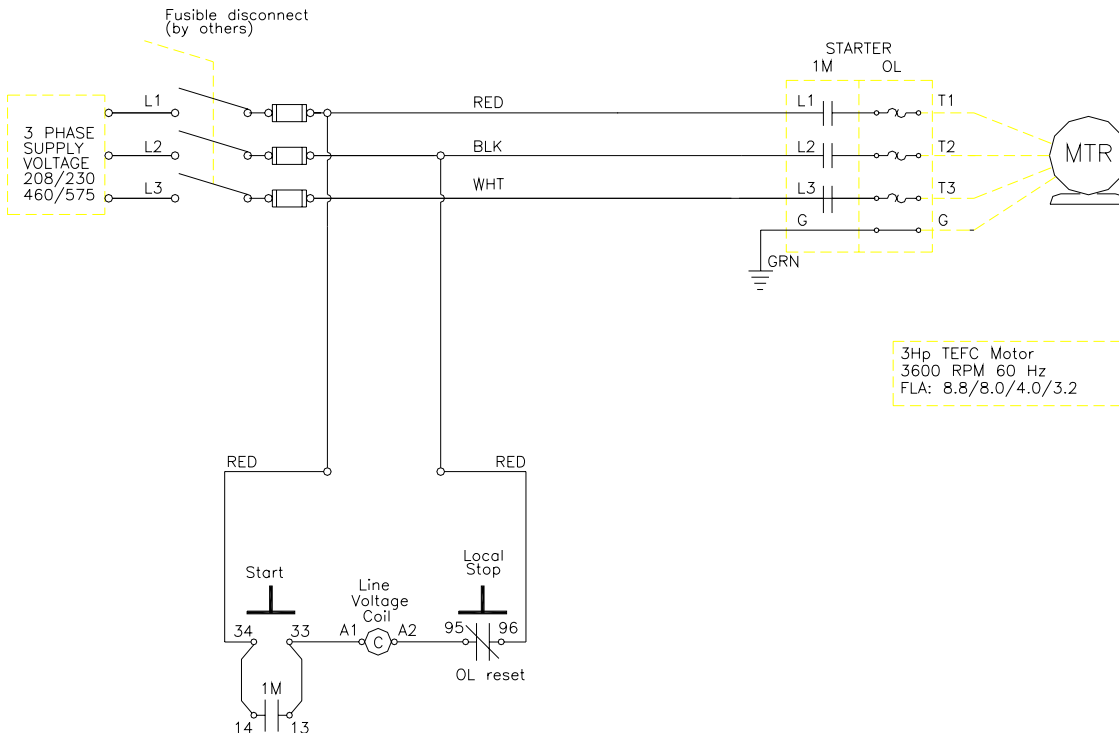 Fusible disconnect
(by others)
STARTER
1M OL
L1 RED L1 T1
3 PHASE
SUPPLY
VOLTAGE
208/230
460/575
L2 BLK L2 T2
MTR
L3 WHT L3 T3
G G
GRN
3Hp TEFC Motor
3600 RPM 60 Hz
FLA: 8.8/8.0/4.0/3.2
RED RED
Start
Line
Voltage
Coil
Local
Stop
34 33 A1 C A2 95 96
OL reset
1M
14 13